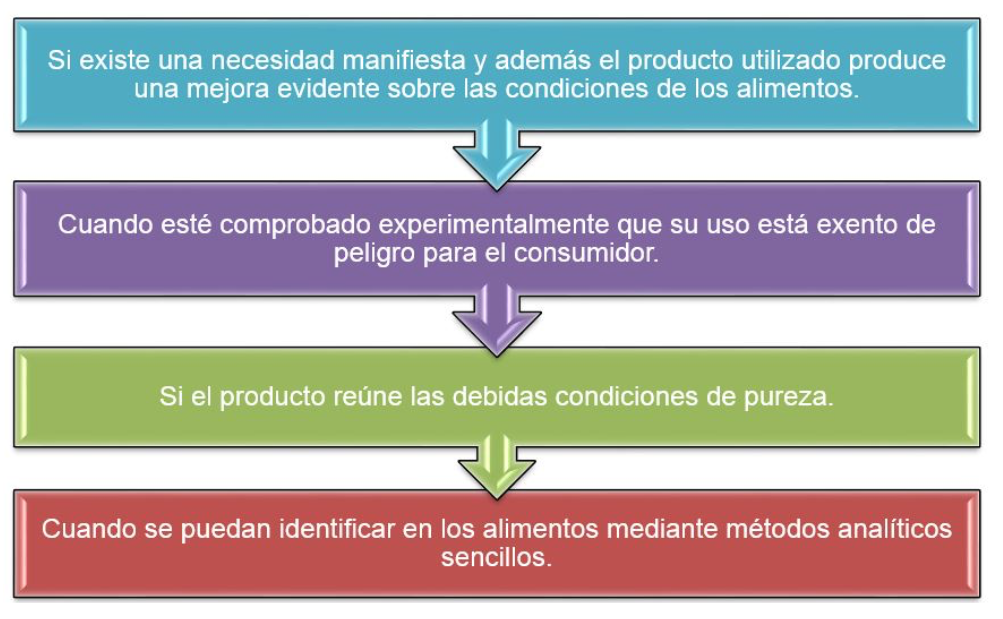 Si existe una necesidad manifiesta y además el producto utilizado produce
una mejora evidente sobre las condiciones de los alimentos.
Cuando esté comprobado experimentalmente que su uso está exento de
peligro para el consumidor.
Si el producto reúne las debidas condiciones de pureza.
Cuando se puedan identificar en los alimentos mediante métodos analíticos
sencillos.